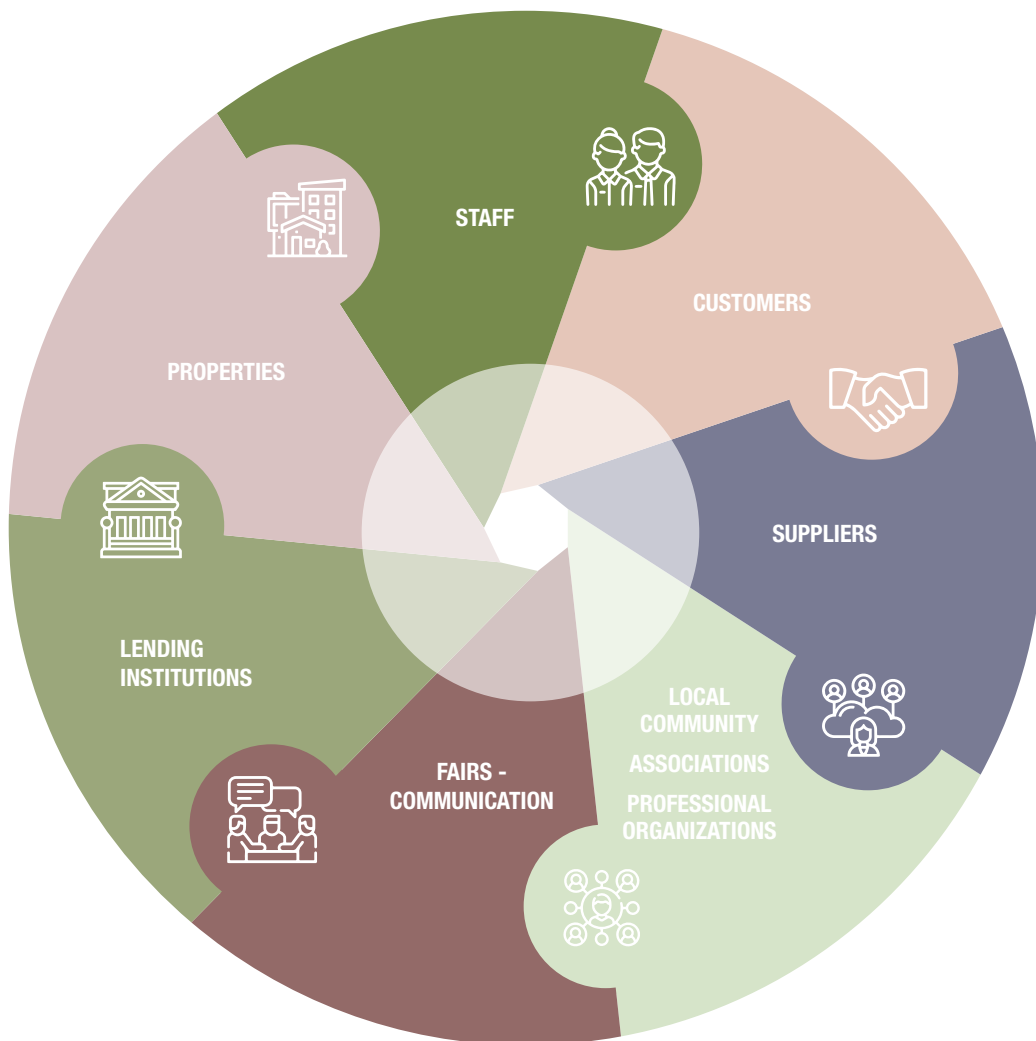 STAFF
CUSTOMERS
PROPERTIES
SUPPLIERS
LENDING
INSTITUTIONS
LOCAL
COMMUNITY
ASSOCIATIONS
PROFESSIONAL
ORGANIZATIONS
FAIRS -
COMMUNICATION